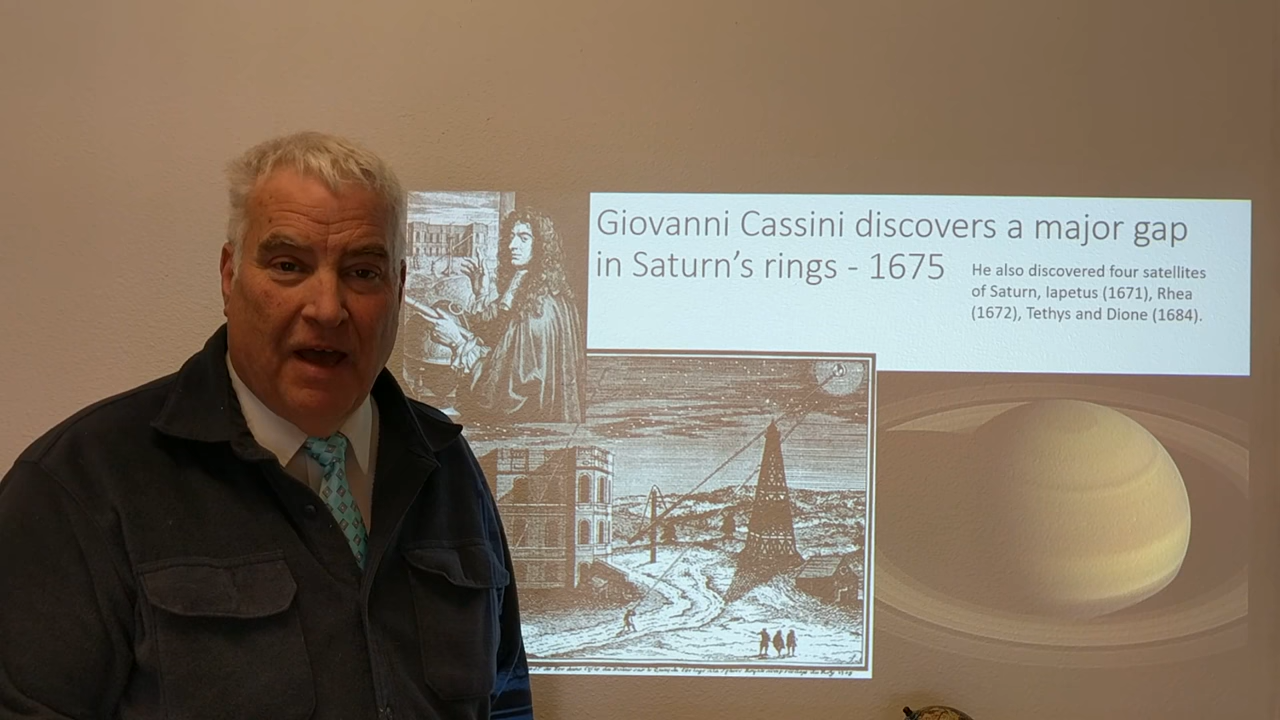 Giovanni Cassini discovers a major gap
in Saturn’s rings - 1675
He also discovered four satellites
of Saturn, Iapetus (1671), Rhea
(1672), Tethys and Dione (1684).